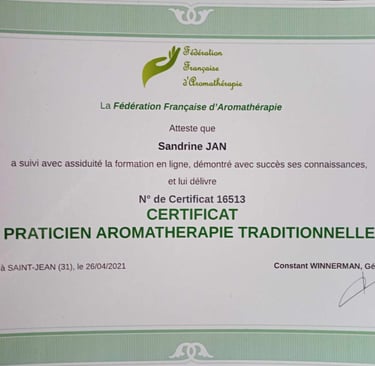 Fédération
Française
d'Aromathérapie
La Fédération Française d'Aromathérapie
Atteste que
Sandrine JAN
a suivi avec assiduité la formation en ligne, démontré avec succès ses connaissances,
et lui délivre
N° de Certificat 16513
CERTIFICAT
PRATICIEN AROMATHERAPIE TRADITIONNELLE
à SAINT-JEAN (31), le 26/04/2021
Constant WINNERMAN, Gé